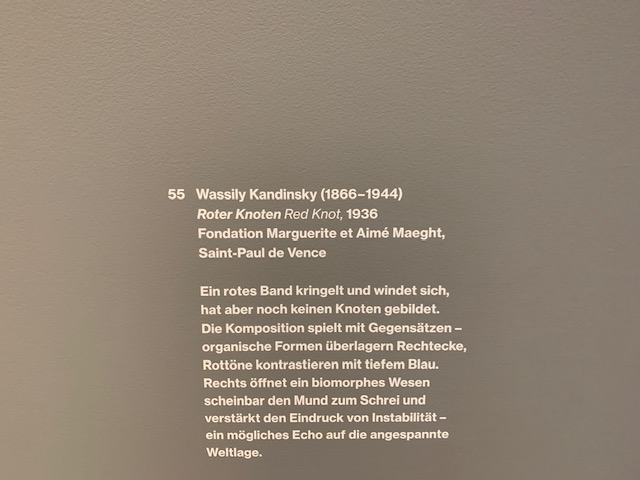 55 Wassily Kandinsky (1866–1944)
Roter Knoten Red Knot, 1936
Fondation Marguerite et Aimé Maeght,
Saint-Paul de Vence
Ein rotes Band kringelt und windet sich,
hat aber noch keinen Knoten gebildet.
Die Komposition spielt mit Gegensätzen –
organische Formen überlagern Rechtecke,
Rottöne kontrastieren mit tiefem Blau.
Rechts öffnet ein biomorphes Wesen
scheinbar den Mund zum Schrei und
verstärkt den Eindruck von Instabilität –
ein mögliches Echo auf die angespannte
Weltlage.